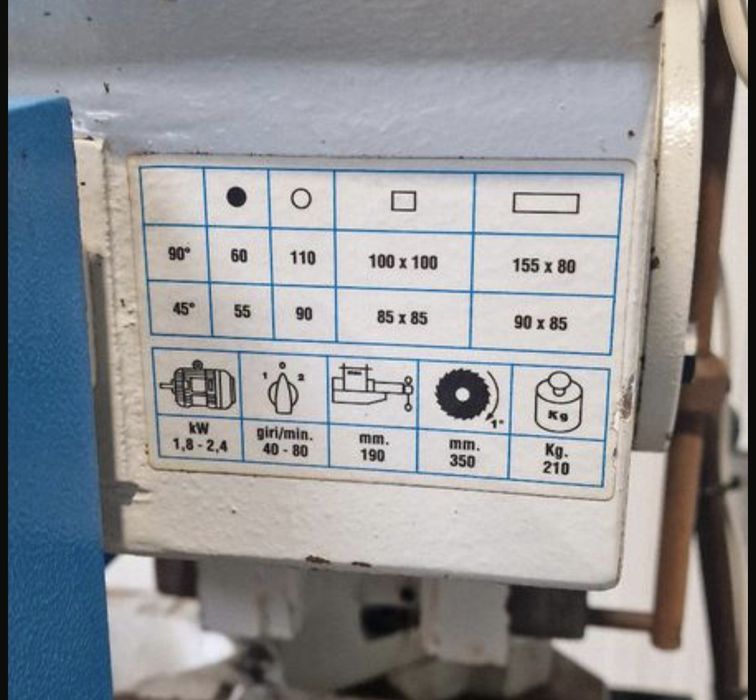 90° 60 110 100 x 100 155 x 80
45° 55 90 85 x 85 90 x 85
1 0 2
Kg
1"
kW giri/min. mm. mm. Kg.
1,8 - 2,4 40 - 80 190 350 210